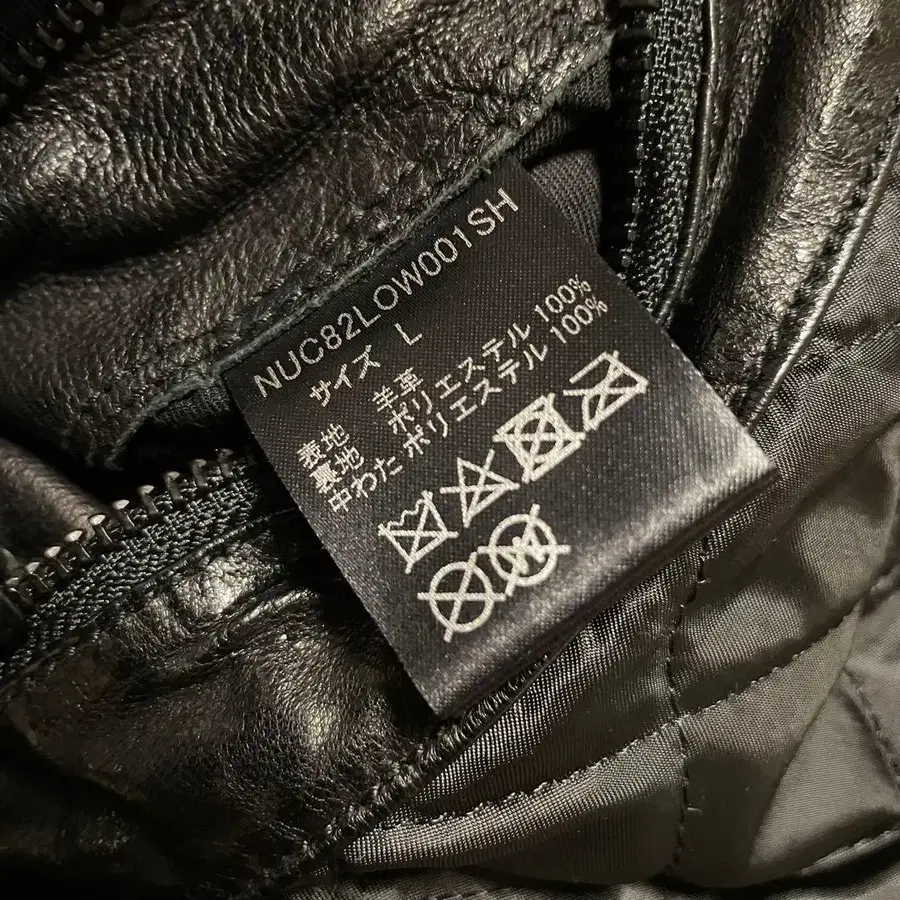 NUC82LOW001SH
サイズ L
表地 羊革
裏地 ポリエステル 100%
中わた ポリエステル 100%